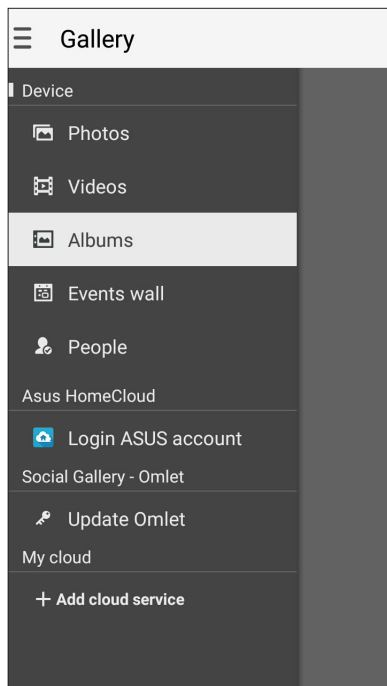 Gallery
Device
Photos
Videos
Albums
Events wall
People
Asus HomeCloud
Login ASUS account
Social Gallery - Omlet
Update Omlet
My cloud
+ Add cloud service